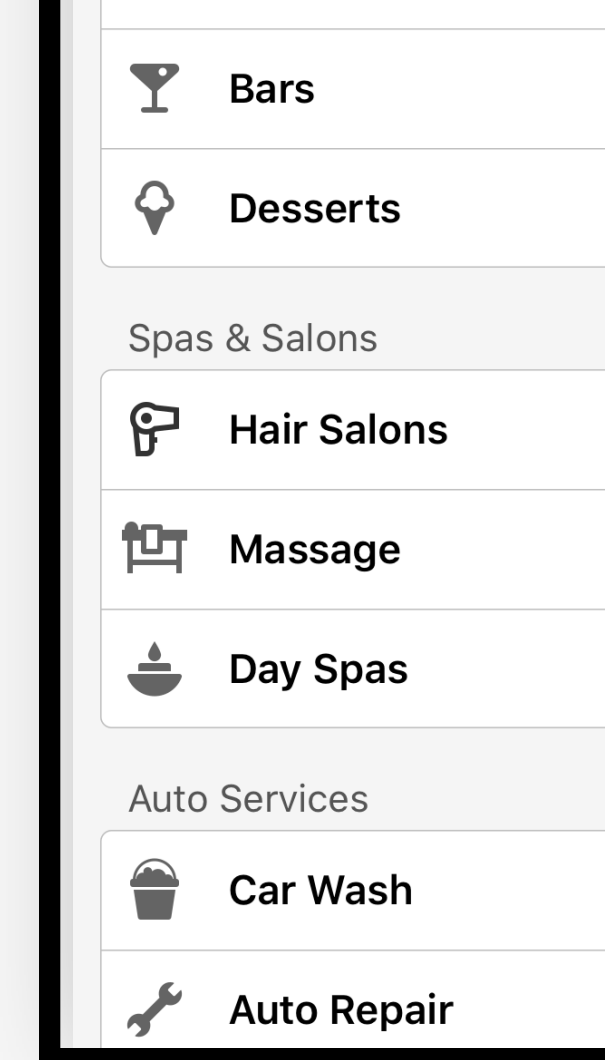 Bars
Desserts
Spas & Salons
Hair Salons
Massage
Day Spas
Auto Services
Car Wash
Auto Repair